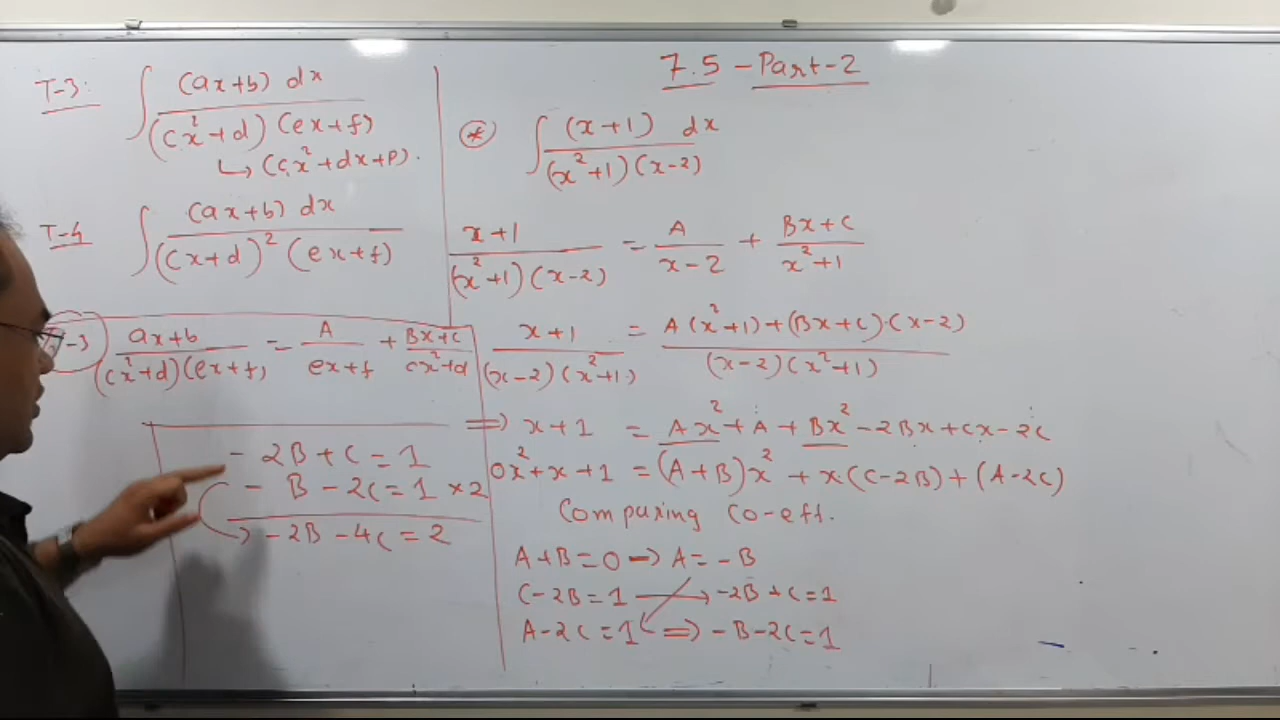 7.5 - Part-2
T-3: ∫ (ax+b) dx / (cx²+d)(ex+f)
↳ (cx²+dx+p).
T-4 ∫ (ax+b) dx / (cx+d)² (ex+f)
T-3 ax+b / (cx²+d)(ex+f) = A / ex+f + Bx+C / cx²+d
- 2B + C = 1
- B - 2C = 1 × 2
→ -2B - 4C = 2
* ∫ (x+1) dx / (x²+1)(x-2)
x+1 / (x²+1)(x-2) = A / x-2 + Bx+C / x²+1
x+1 / (x-2)(x²+1) = A(x²+1)+(Bx+C)·(x-2) / (x-2)(x²+1)
⇒ x+1 = Ax²+A+Bx²-2Bx+Cx-2C
0x²+x+1 = (A+B)x² + x(C-2B)+(A-2C)
Comparing co-eff.
A+B=0 → A=-B
C-2B=1 → -2B+C=1
A-2C=1 ⇒ -B-2C=1